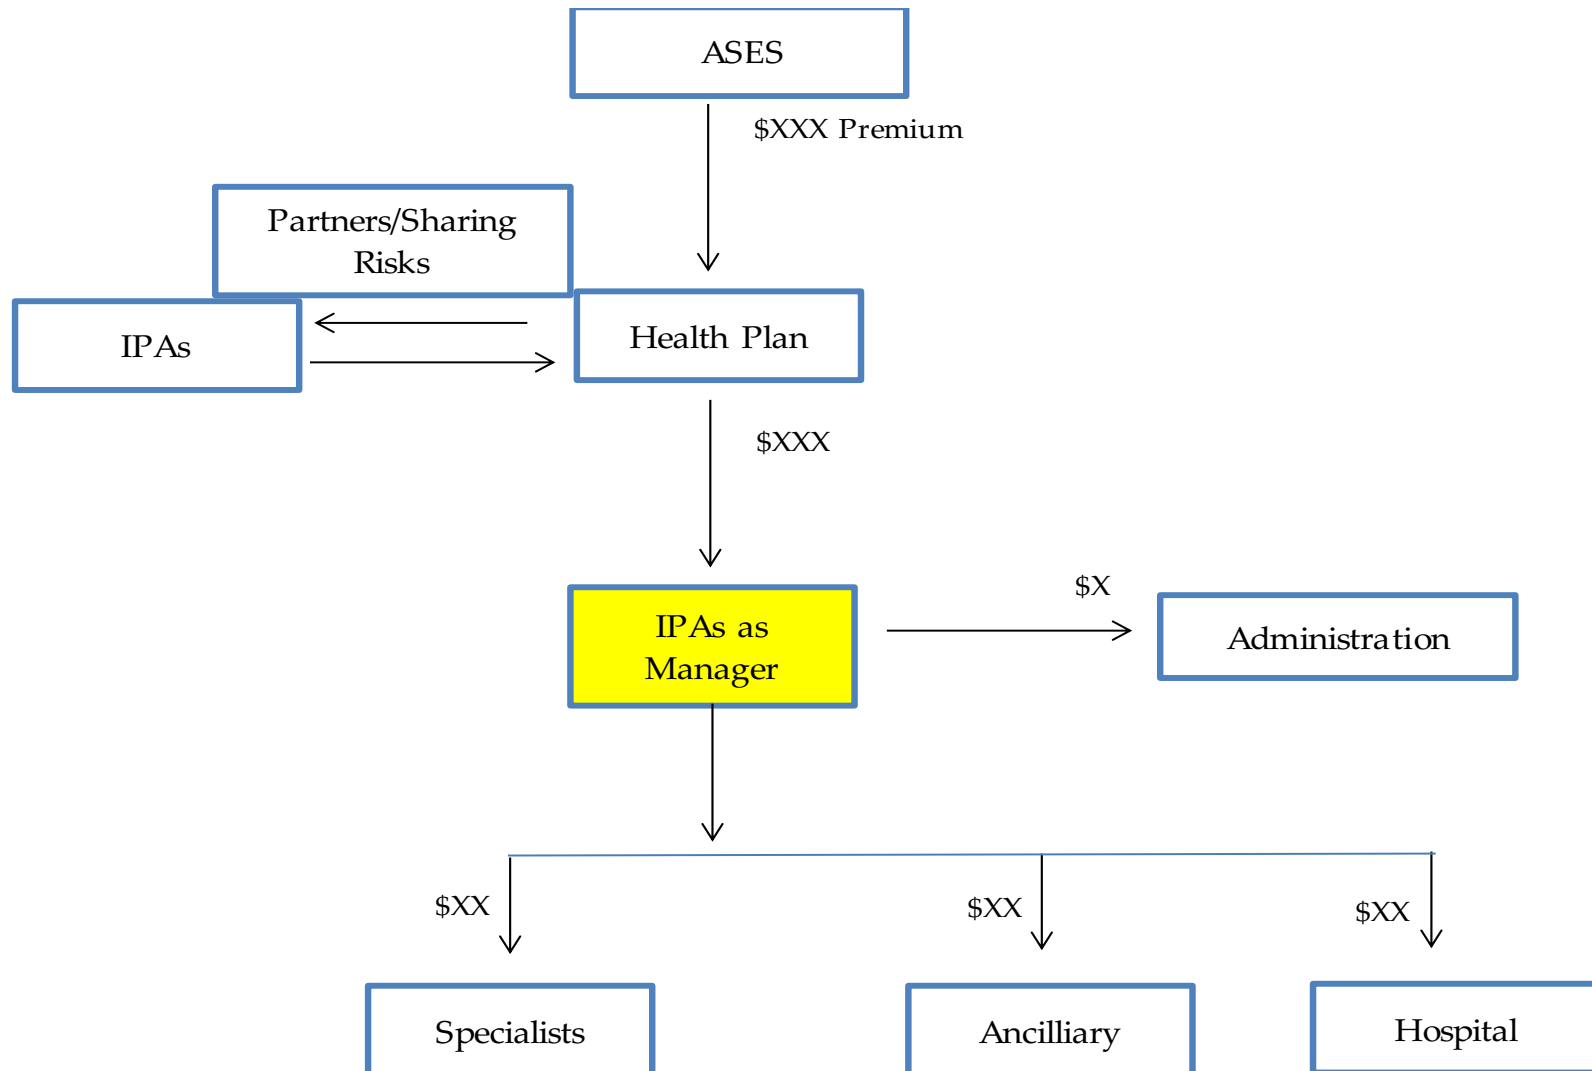 ASES
$XXX Premium
Partners/Sharing
Risks
IPAs
Health Plan
$XXX
IPAs as
Manager
$X
Administration
$XX
$XX
$XX
Specialists
Ancilliary
Hospital